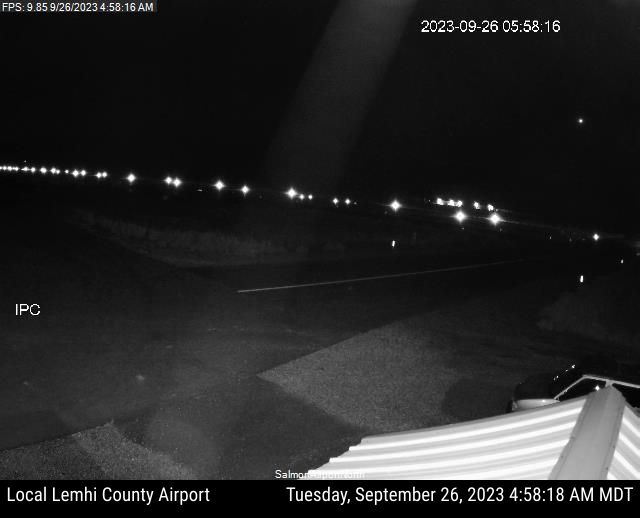 FPS: 9.85 9/26/2023 4:58:16 AM
2023-09-26 05:58:16
IPC
Local Lemhi County Airport
Tuesday, September 26, 2023 4:58:18 AM MDT